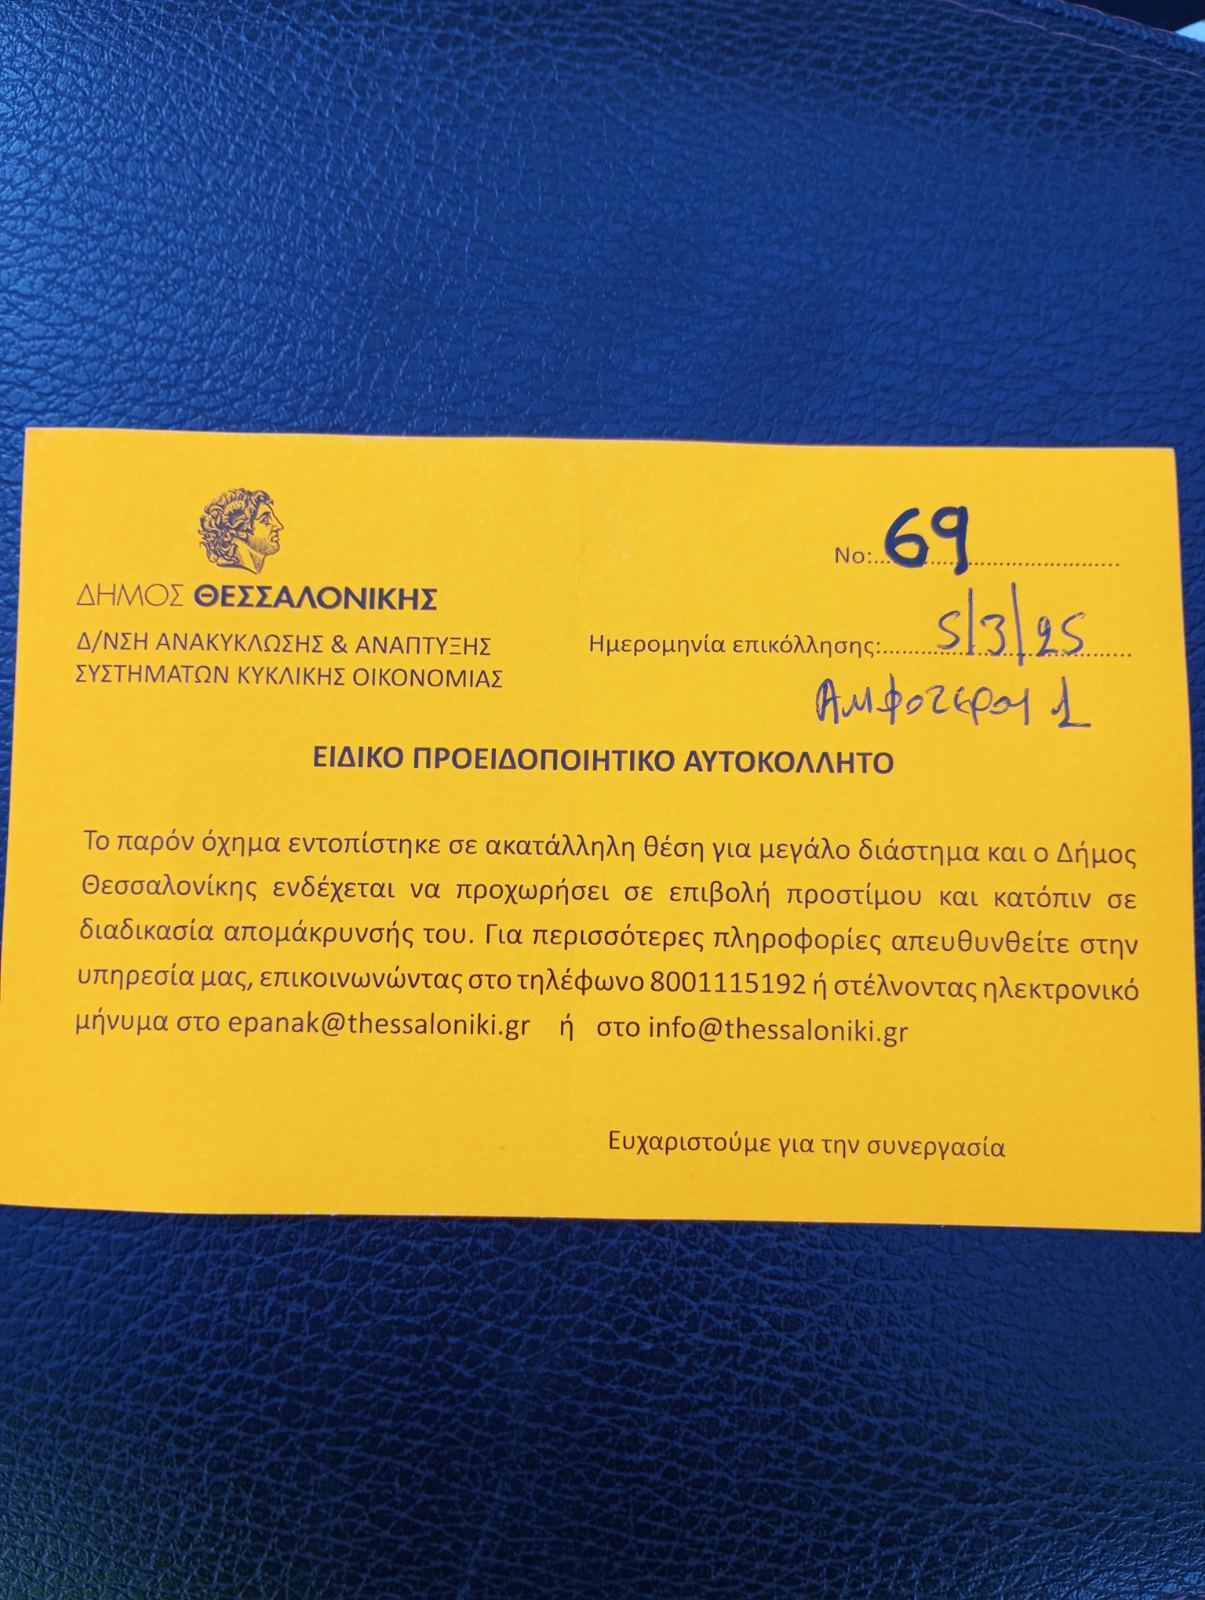 Νο:........69........
ΔΗΜΟΣ ΘΕΣΣΑΛΟΝΙΚΗΣ
Δ/ΝΣΗ ΑΝΑΚΥΚΛΩΣΗΣ & ΑΝΑΠΤΥΞΗΣ
ΣΥΣΤΗΜΑΤΩΝ ΚΥΚΛΙΚΗΣ ΟΙΚΟΝΟΜΙΑΣ
Ημερομηνία επικόλλησης:........5/3/25........
Αμφοτεροι 1
ΕΙΔΙΚΟ ΠΡΟΕΙΔΟΠΟΙΗΤΙΚΟ ΑΥΤΟΚΟΛΛΗΤΟ
Το παρόν όχημα εντοπίστηκε σε ακατάλληλη θέση για μεγάλο διάστημα και ο Δήμος
Θεσσαλονίκης ενδέχεται να προχωρήσει σε επιβολή προστίμου και κατόπιν σε
διαδικασία απομάκρυνσής του. Για περισσότερες πληροφορίες απευθυνθείτε στην
υπηρεσία μας, επικοινωνώντας στο τηλέφωνο 8001115192 ή στέλνοντας ηλεκτρονικό
μήνυμα στο epanak@thessaloniki.gr ή στο info@thessaloniki.gr
Ευχαριστούμε για την συνεργασία